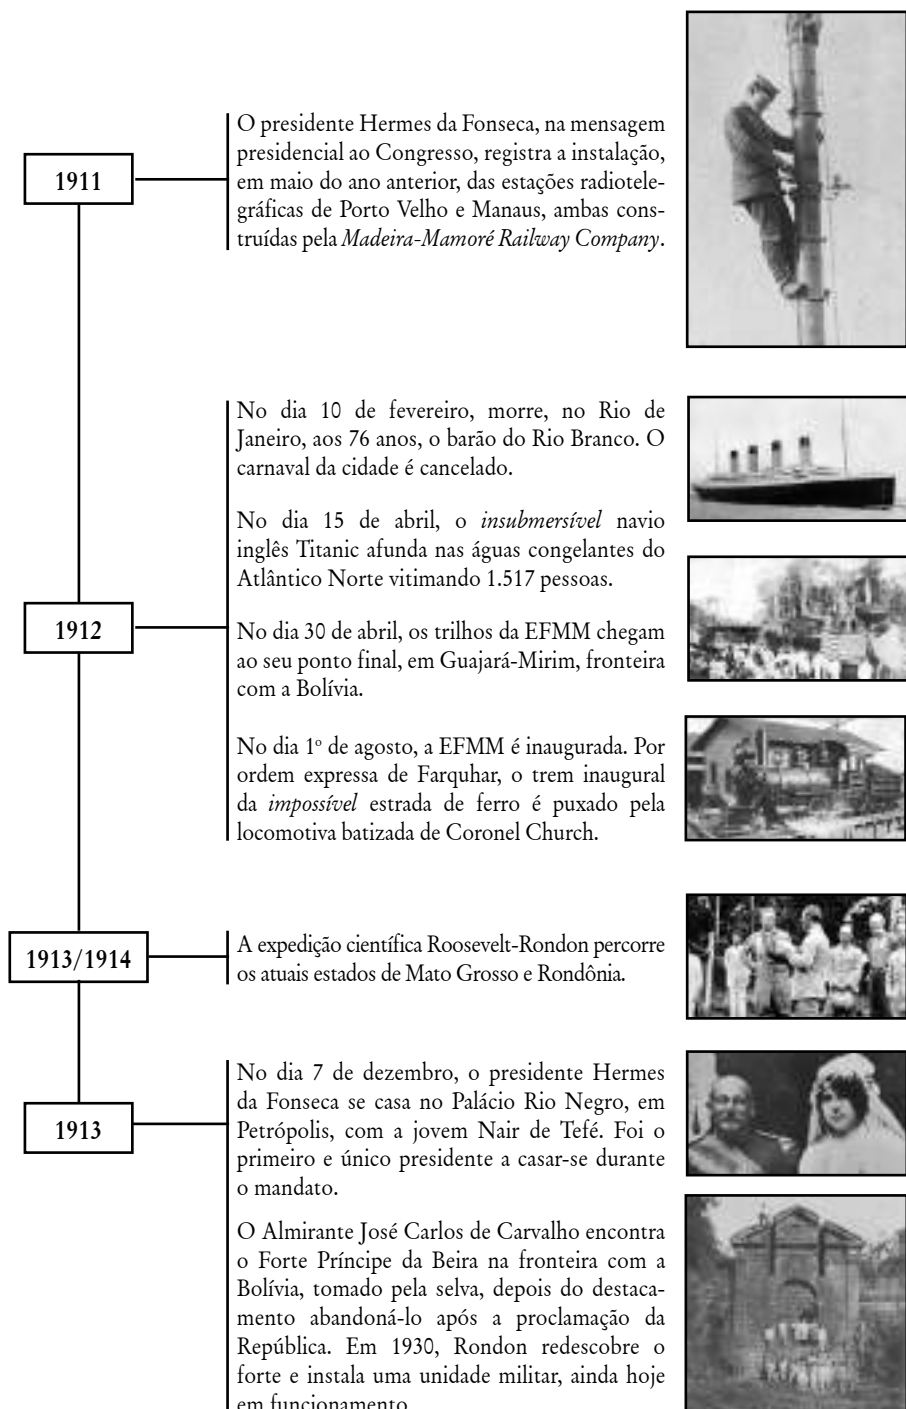 1911
O presidente Hermes da Fonseca, na mensagem
presidencial ao Congresso, registra a instalação,
em maio do ano anterior, das estações radiotele-
gráficas de Porto Velho e Manaus, ambas cons-
truídas pela Madeira-Mamoré Railway Company.
1912
No dia 10 de fevereiro, morre, no Rio de
Janeiro, aos 76 anos, o barão do Rio Branco. O
carnaval da cidade é cancelado.
No dia 15 de abril, o insubmersível navio
inglês Titanic afunda nas águas congelantes do
Atlântico Norte vitimando 1.517 pessoas.
No dia 30 de abril, os trilhos da EFMM chegam
ao seu ponto final, em Guajará-Mirim, fronteira
com a Bolívia.
No dia 1º de agosto, a EFMM é inaugurada. Por
ordem expressa de Farquhar, o trem inaugural
da impossível estrada de ferro é puxado pela
locomotiva batizada de Coronel Church.
1913/1914
A expedição científica Roosevelt-Rondon percorre
os atuais estados de Mato Grosso e Rondônia.
1913
No dia 7 de dezembro, o presidente Hermes
da Fonseca se casa no Palácio Rio Negro, em
Petrópolis, com a jovem Nair de Tefé. Foi o
primeiro e único presidente a casar-se durante
o mandato.
O Almirante José Carlos de Carvalho encontra
o Forte Príncipe da Beira na fronteira com a
Bolívia, tomado pela selva, depois do destaca-
mento abandoná-lo após a proclamação da
República. Em 1930, Rondon redescobre o
forte e instala uma unidade militar, ainda hoje
em funcionamento